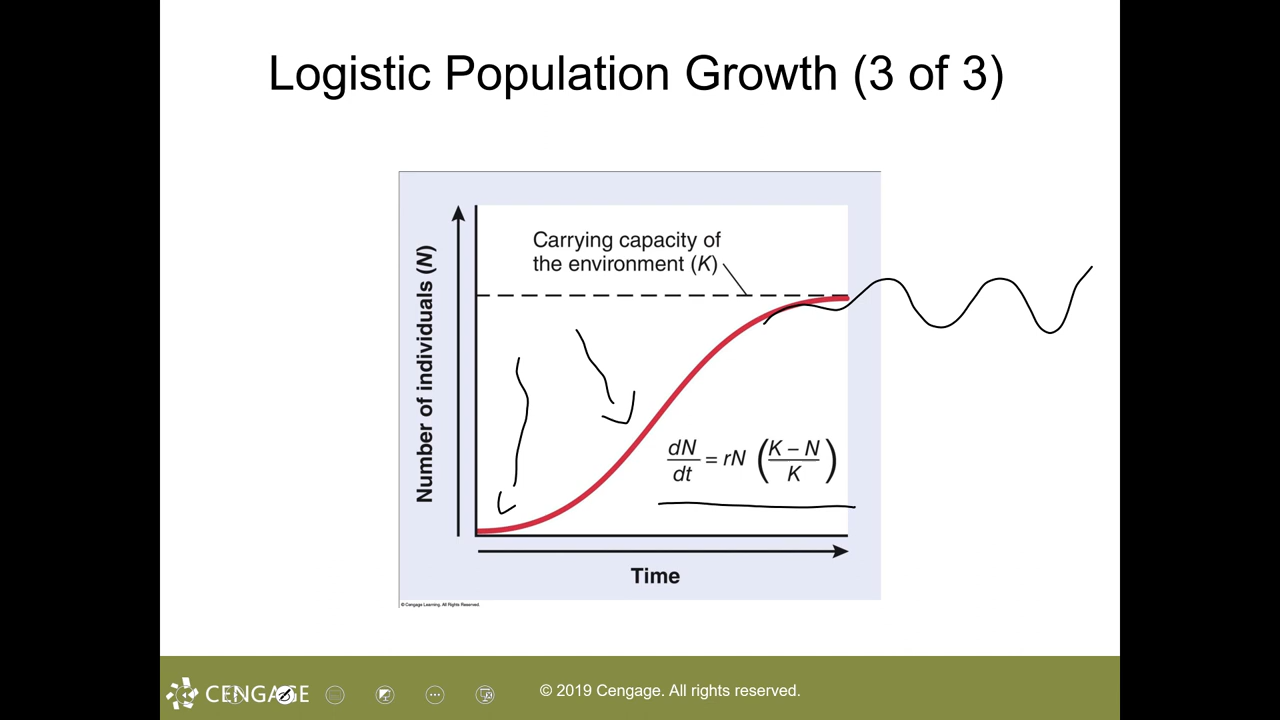 Logistic Population Growth (3 of 3)
Carrying capacity of
the environment (K)
Number of individuals (N)
dN/dt = rN ((K – N)/K)
Time
© Cengage Learning. All Rights Reserved.
CENGAGE
© 2019 Cengage. All rights reserved.